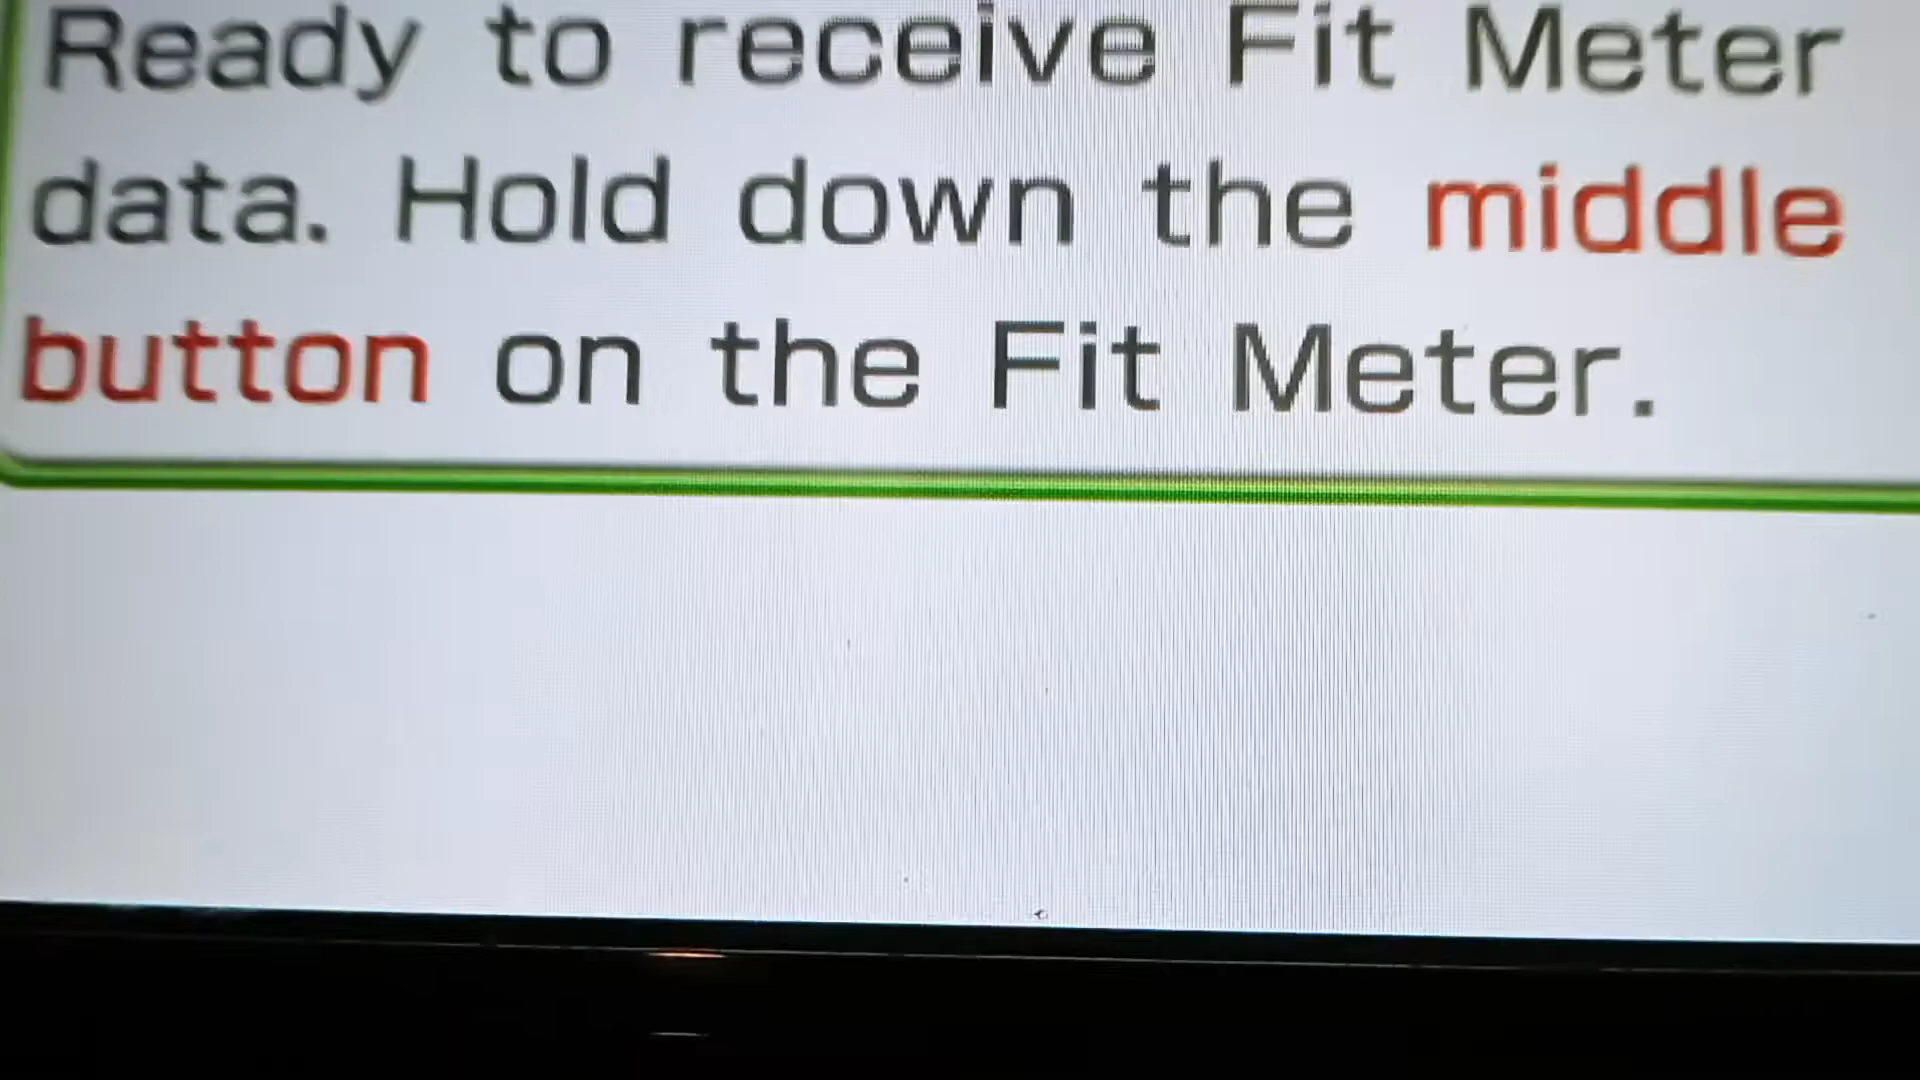 Ready to receive Fit Meter
data. Hold down the middle
button on the Fit Meter.